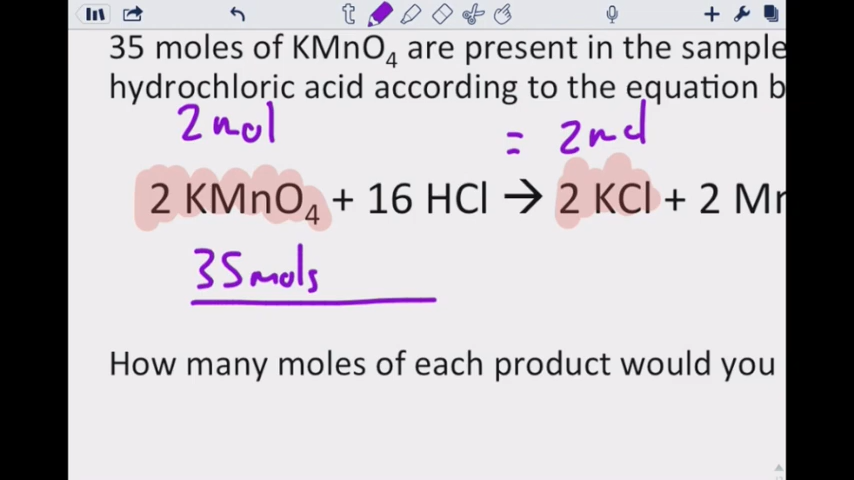 35 moles of KMnO4 are present in the sample
hydrochloric acid according to the equation b
2 mol = 2 mol
2 KMnO4 + 16 HCl → 2 KCl + 2 Mn
35 mols
How many moles of each product would you